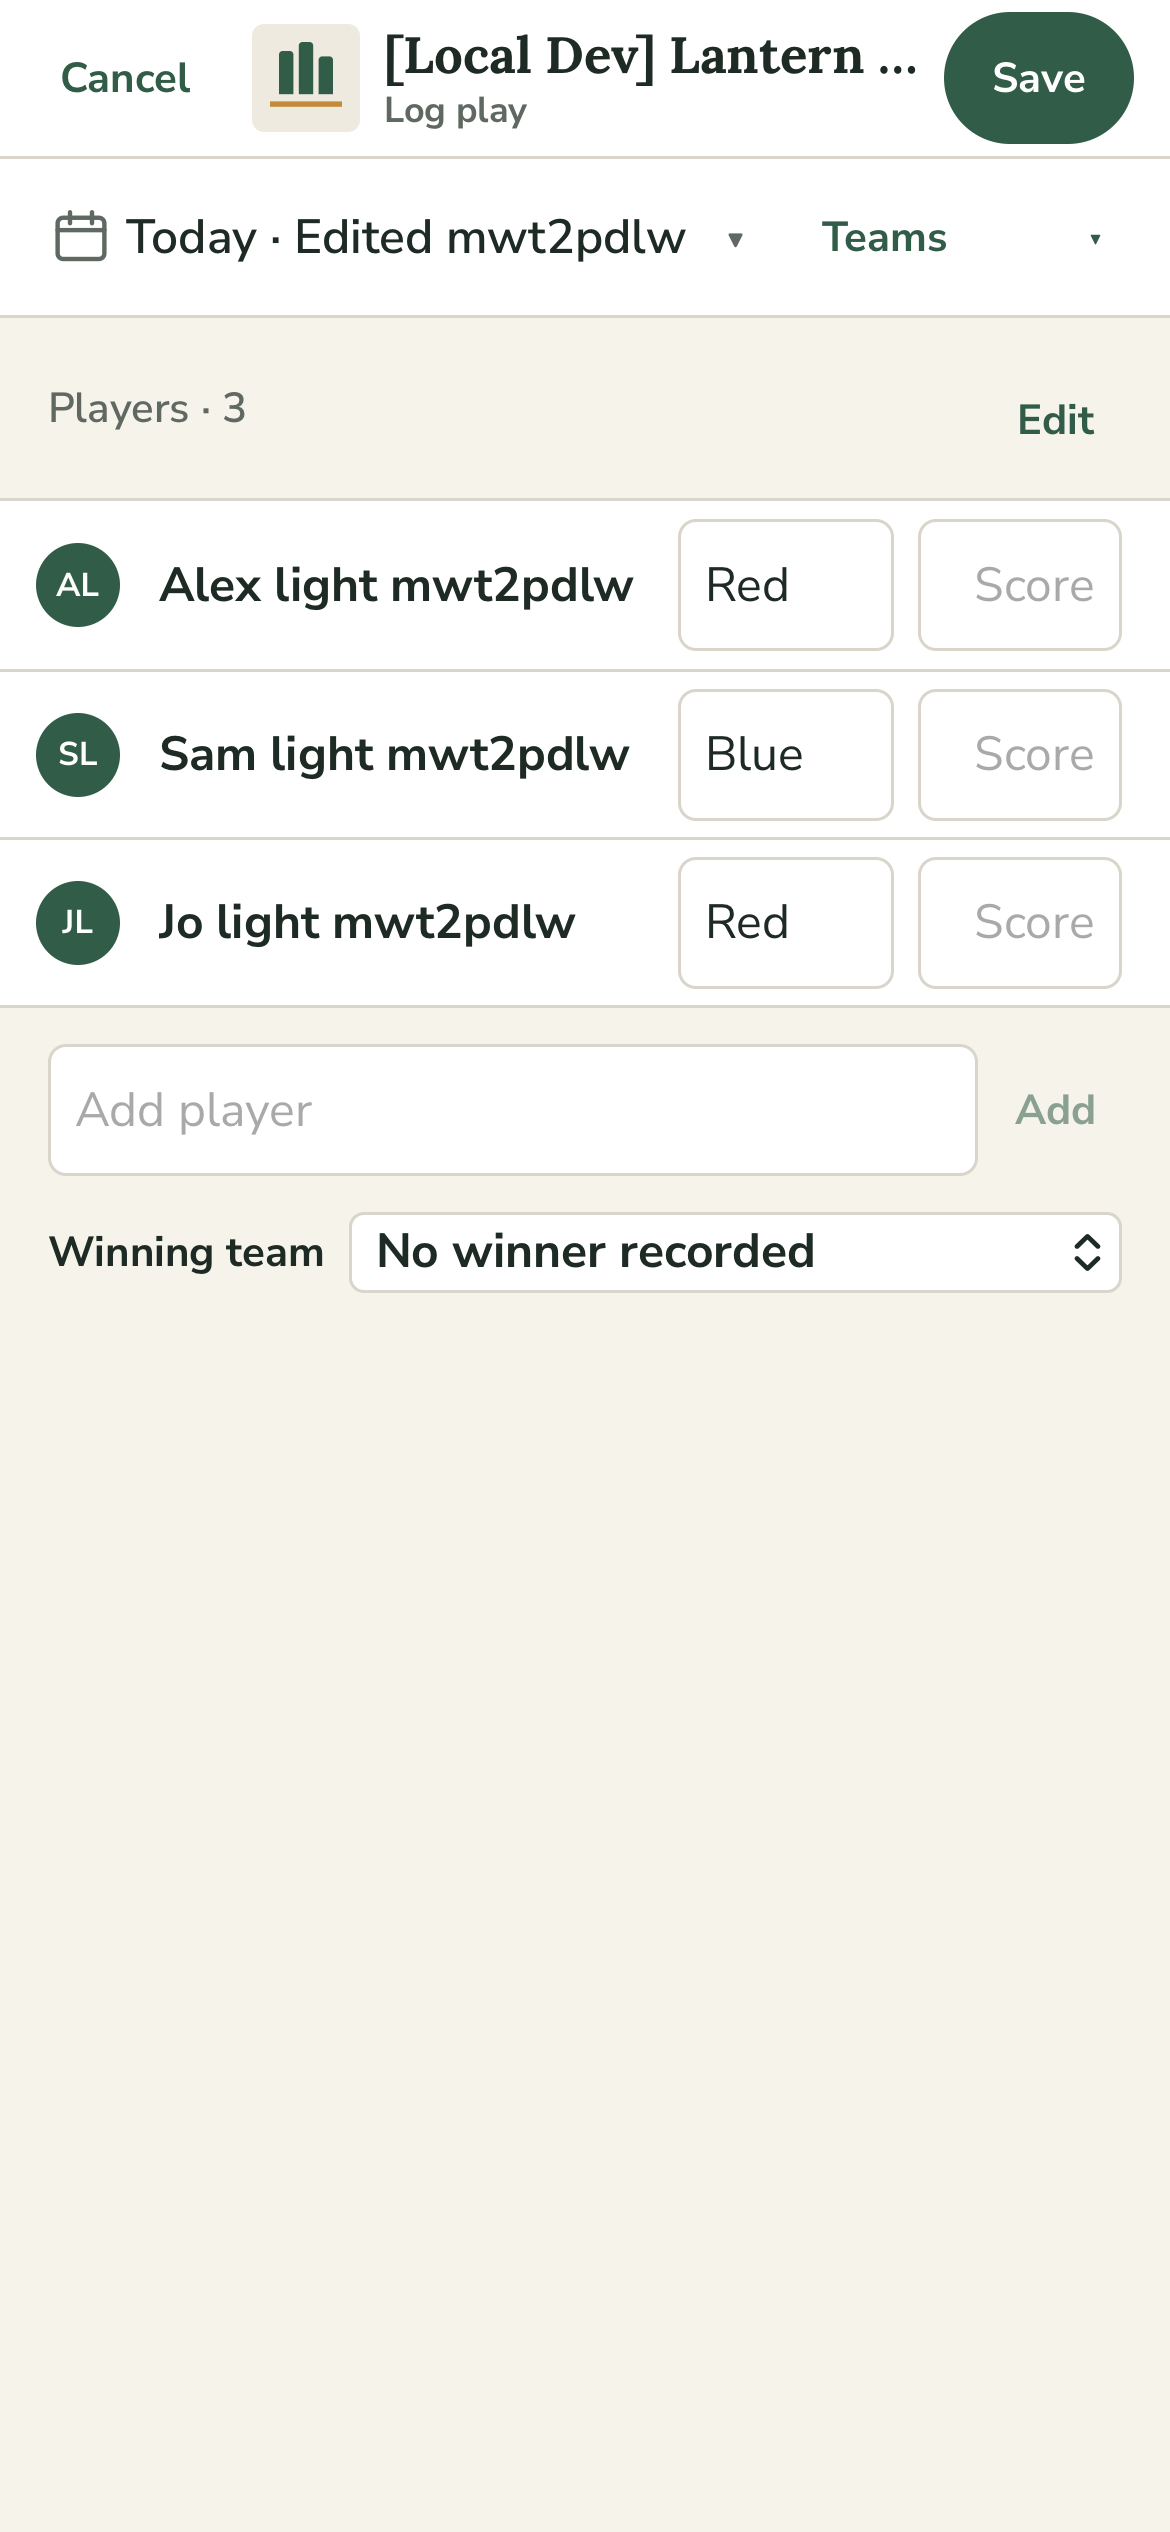 Cancel
[Local Dev] Lantern ...
Log play
Save
Today · Edited mwt2pdlw
Teams
Players · 3
Edit
AL Alex light mwt2pdlw Red Score
SL Sam light mwt2pdlw Blue Score
JL Jo light mwt2pdlw Red Score
Add player
Add
Winning team No winner recorded